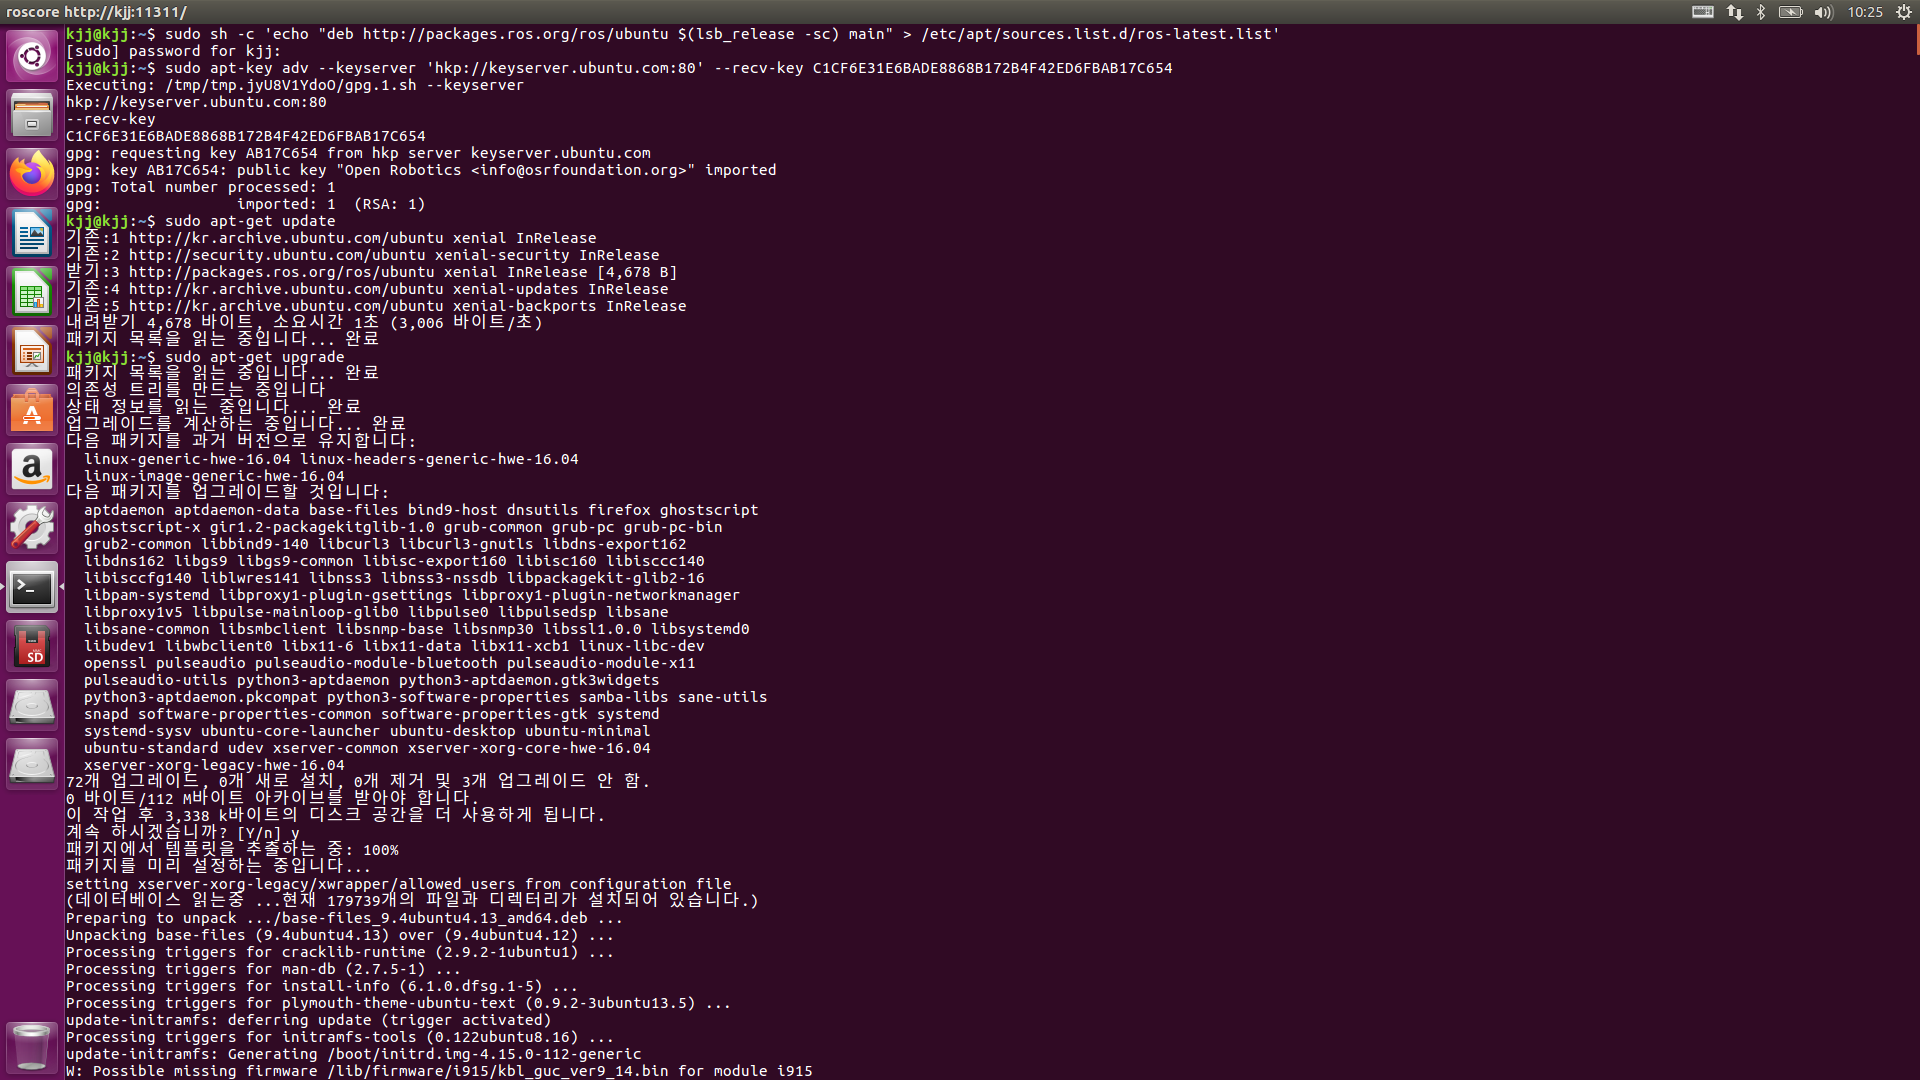 roscore http://kjj:11311/
10:25
kjj@kjj:~$ sudo sh -c 'echo "deb http://packages.ros.org/ros/ubuntu $(lsb_release -sc) main" > /etc/apt/sources.list.d/ros-latest.list'
[sudo] password for kjj:
kjj@kjj:~$ sudo apt-key adv --keyserver 'hkp://keyserver.ubuntu.com:80' --recv-key C1CF6E31E6BADE8868B172B4F42ED6FBAB17C654
Executing: /tmp/tmp.jyU8V1YdoO/gpg.1.sh --keyserver
hkp://keyserver.ubuntu.com:80
--recv-key
C1CF6E31E6BADE8868B172B4F42ED6FBAB17C654
gpg: requesting key AB17C654 from hkp server keyserver.ubuntu.com
gpg: key AB17C654: public key "Open Robotics <info@osrfoundation.org>" imported
gpg: Total number processed: 1
gpg:               imported: 1  (RSA: 1)
kjj@kjj:~$ sudo apt-get update
기존:1 http://kr.archive.ubuntu.com/ubuntu xenial InRelease
기존:2 http://security.ubuntu.com/ubuntu xenial-security InRelease
받기:3 http://packages.ros.org/ros/ubuntu xenial InRelease [4,678 B]
기존:4 http://kr.archive.ubuntu.com/ubuntu xenial-updates InRelease
기존:5 http://kr.archive.ubuntu.com/ubuntu xenial-backports InRelease
내려받기 4,678 바이트, 소요시간 1초 (3,006 바이트/초)
패키지 목록을 읽는 중입니다... 완료
kjj@kjj:~$ sudo apt-get upgrade
패키지 목록을 읽는 중입니다... 완료
의존성 트리를 만드는 중입니다
상태 정보를 읽는 중입니다... 완료
업그레이드를 계산하는 중입니다... 완료
다음 패키지를 과거 버전으로 유지합니다:
  linux-generic-hwe-16.04 linux-headers-generic-hwe-16.04
  linux-image-generic-hwe-16.04
다음 패키지를 업그레이드할 것입니다:
  aptdaemon aptdaemon-data base-files bind9-host dnsutils firefox ghostscript
  ghostscript-x gir1.2-packagekitglib-1.0 grub-common grub-pc grub-pc-bin
  grub2-common libbind9-140 libcurl3 libcurl3-gnutls libdns-export162
  libdns162 libgs9 libgs9-common libisc-export160 libisc160 libisccc140
  libisccfg140 liblwres141 libnss3 libnss3-nssdb libpackagekit-glib2-16
  libpam-systemd libproxy1-plugin-gsettings libproxy1-plugin-networkmanager
  libproxy1v5 libpulse-mainloop-glib0 libpulse0 libpulsedsp libsane
  libsane-common libsmbclient libsnmp-base libsnmp30 libssl1.0.0 libsystemd0
  libudev1 libwbclient0 libx11-6 libx11-data libx11-xcb1 linux-libc-dev
  openssl pulseaudio pulseaudio-module-bluetooth pulseaudio-module-x11
  pulseaudio-utils python3-aptdaemon python3-aptdaemon.gtk3widgets
  python3-aptdaemon.pkcompat python3-software-properties samba-libs sane-utils
  snapd software-properties-common software-properties-gtk systemd
  systemd-sysv ubuntu-core-launcher ubuntu-desktop ubuntu-minimal
  ubuntu-standard udev xserver-common xserver-xorg-core-hwe-16.04
  xserver-xorg-legacy-hwe-16.04
72개 업그레이드, 0개 새로 설치, 0개 제거 및 3개 업그레이드 안 함.
0 바이트/112 M바이트 아카이브를 받아야 합니다.
이 작업 후 3,338 k바이트의 디스크 공간을 더 사용하게 됩니다.
계속 하시겠습니까? [Y/n] y
패키지에서 템플릿을 추출하는 중: 100%
패키지를 미리 설정하는 중입니다...
setting xserver-xorg-legacy/xwrapper/allowed_users from configuration file
(데이터베이스 읽는중 ...현재 179739개의 파일과 디렉터리가 설치되어 있습니다.)
Preparing to unpack .../base-files_9.4ubuntu4.13_amd64.deb ...
Unpacking base-files (9.4ubuntu4.13) over (9.4ubuntu4.12) ...
Processing triggers for cracklib-runtime (2.9.2-1ubuntu1) ...
Processing triggers for man-db (2.7.5-1) ...
Processing triggers for install-info (6.1.0.dfsg.1-5) ...
Processing triggers for plymouth-theme-ubuntu-text (0.9.2-3ubuntu13.5) ...
update-initramfs: deferring update (trigger activated)
Processing triggers for initramfs-tools (0.122ubuntu8.16) ...
update-initramfs: Generating /boot/initrd.img-4.15.0-112-generic
W: Possible missing firmware /lib/firmware/i915/kbl_guc_ver9_14.bin for module i915